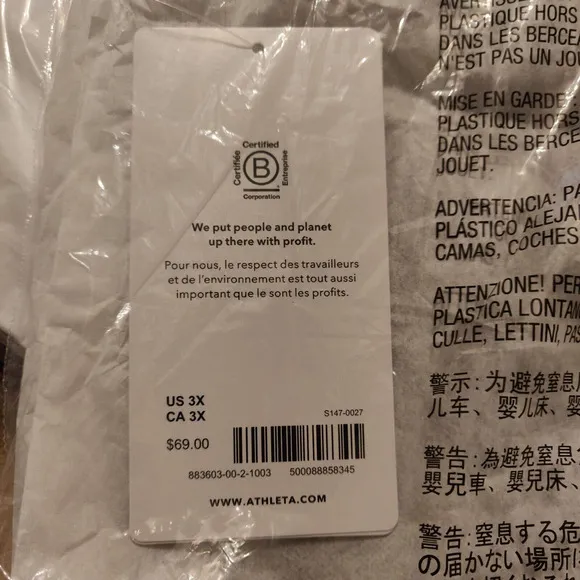 Certified
Certifiée
B
Entreprise
Corporation
We put people and planet
up there with profit.
Pour nous, le respect des travailleurs
et de l'environnement est tout aussi
important que le sont les profits.
US 3X
CA 3X
S147-0027
$69.00
883603-00-2-1003 500088858345
WWW.ATHLETA.COM
PLASTIQUE HORS
DANS LES BERCEA
N'EST PAS UN JOU
MISE EN GARDE
PLASTIQUE HORS
DANS LES BERCE
JOUET.
ADVERTENCIA: PA
PLÁSTICO ALEJA
CAMAS, COCHES
ATTENZIONE! PER
PLASTICA LONTAN
CULLE, LETTINI, PAS
警示：为避免窒息
儿车、婴儿床、婴
警告：為避免窒息
嬰兒車、嬰兒床、
警告：窒息する危
の届かない場所に